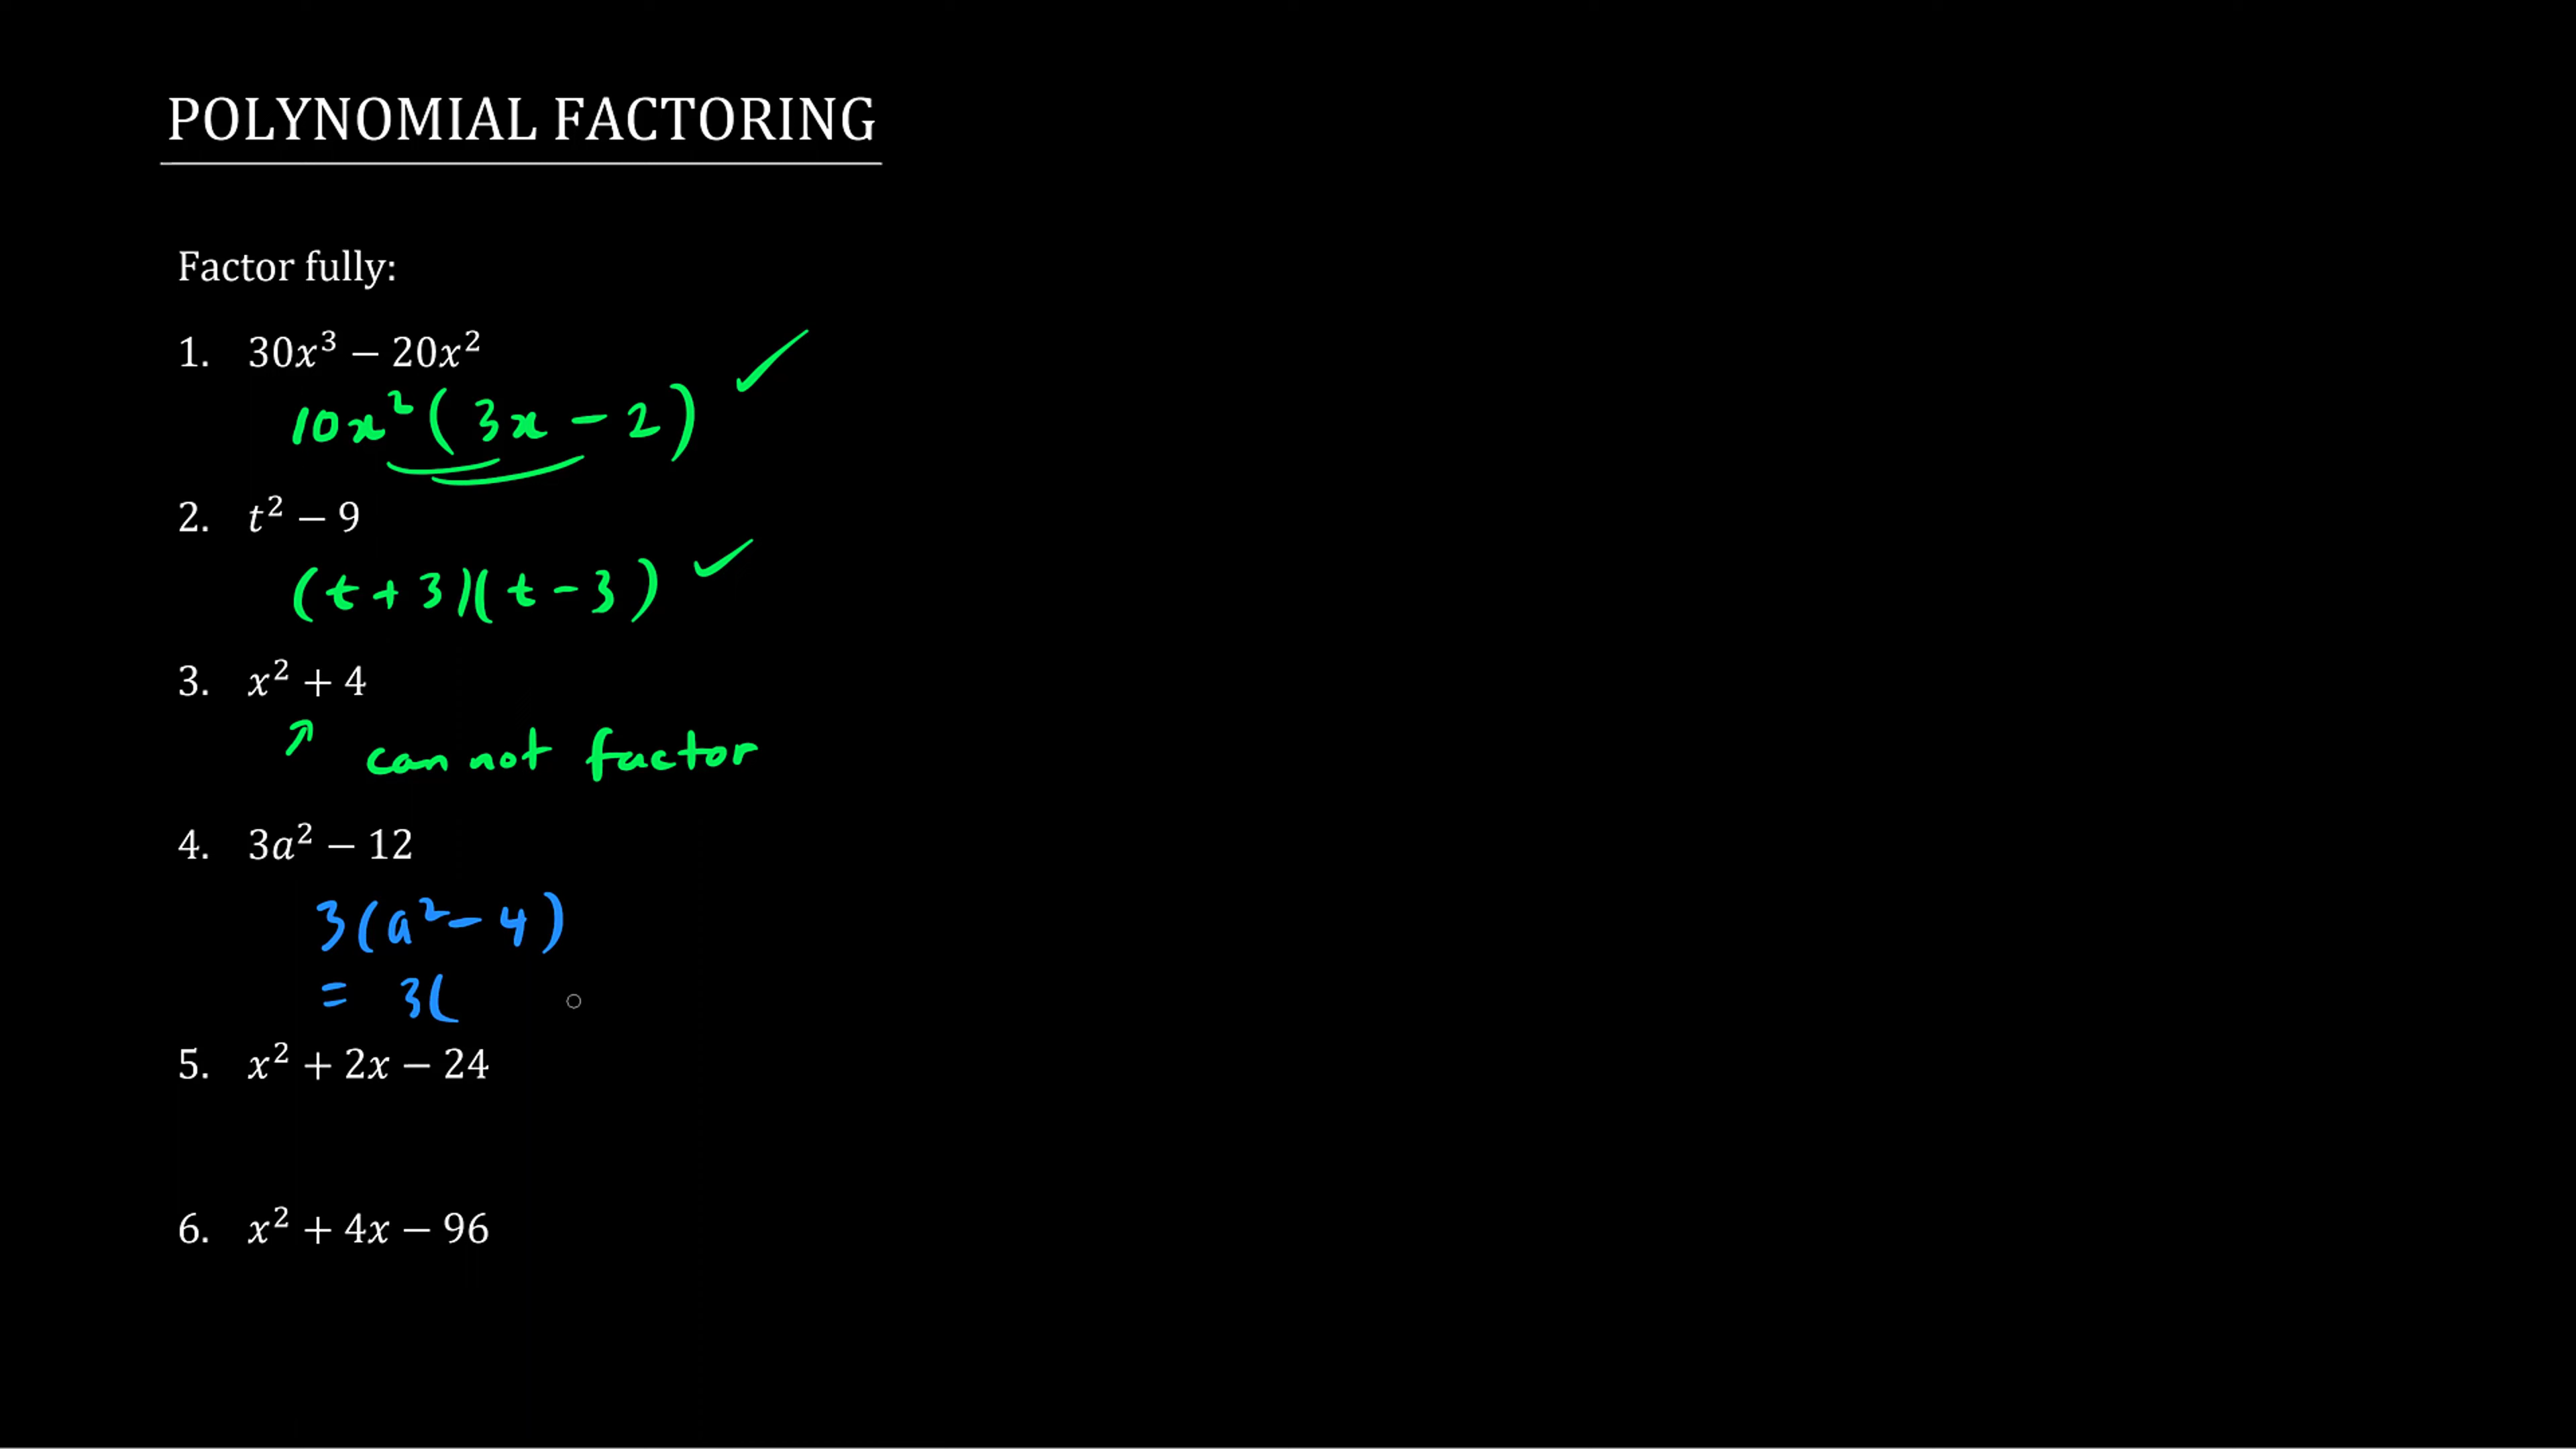 POLYNOMIAL FACTORING
Factor fully:
1. 30x³ − 20x²
10x²(3x − 2) ✓
2. t² − 9
(t + 3)(t − 3) ✓
3. x² + 4
↗ can not factor
4. 3a² − 12
3(a² − 4)
= 3(
5. x² + 2x − 24
6. x² + 4x − 96